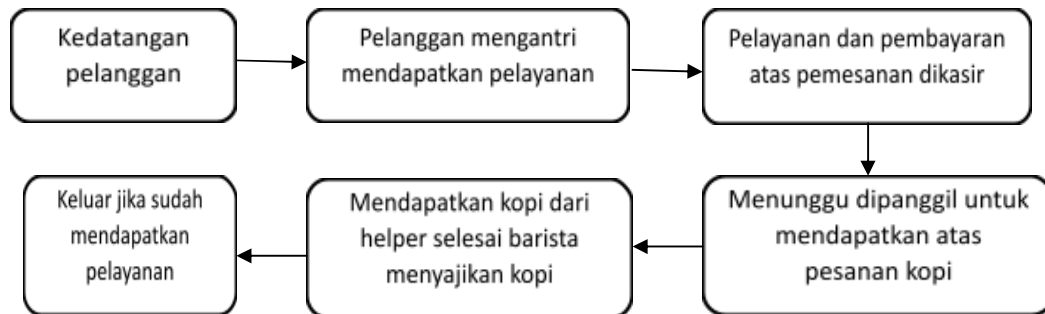 Kedatangan
pelanggan
Pelanggan mengantri
mendapatkan pelayanan
Pelayanan dan pembayaran
atas pemesanan dikasir
Menunggu dipanggil untuk
mendapatkan atas
pesanan kopi
Mendapatkan kopi dari
helper selesai barista
menyajikan kopi
Keluar jika sudah
mendapatkan
pelayanan